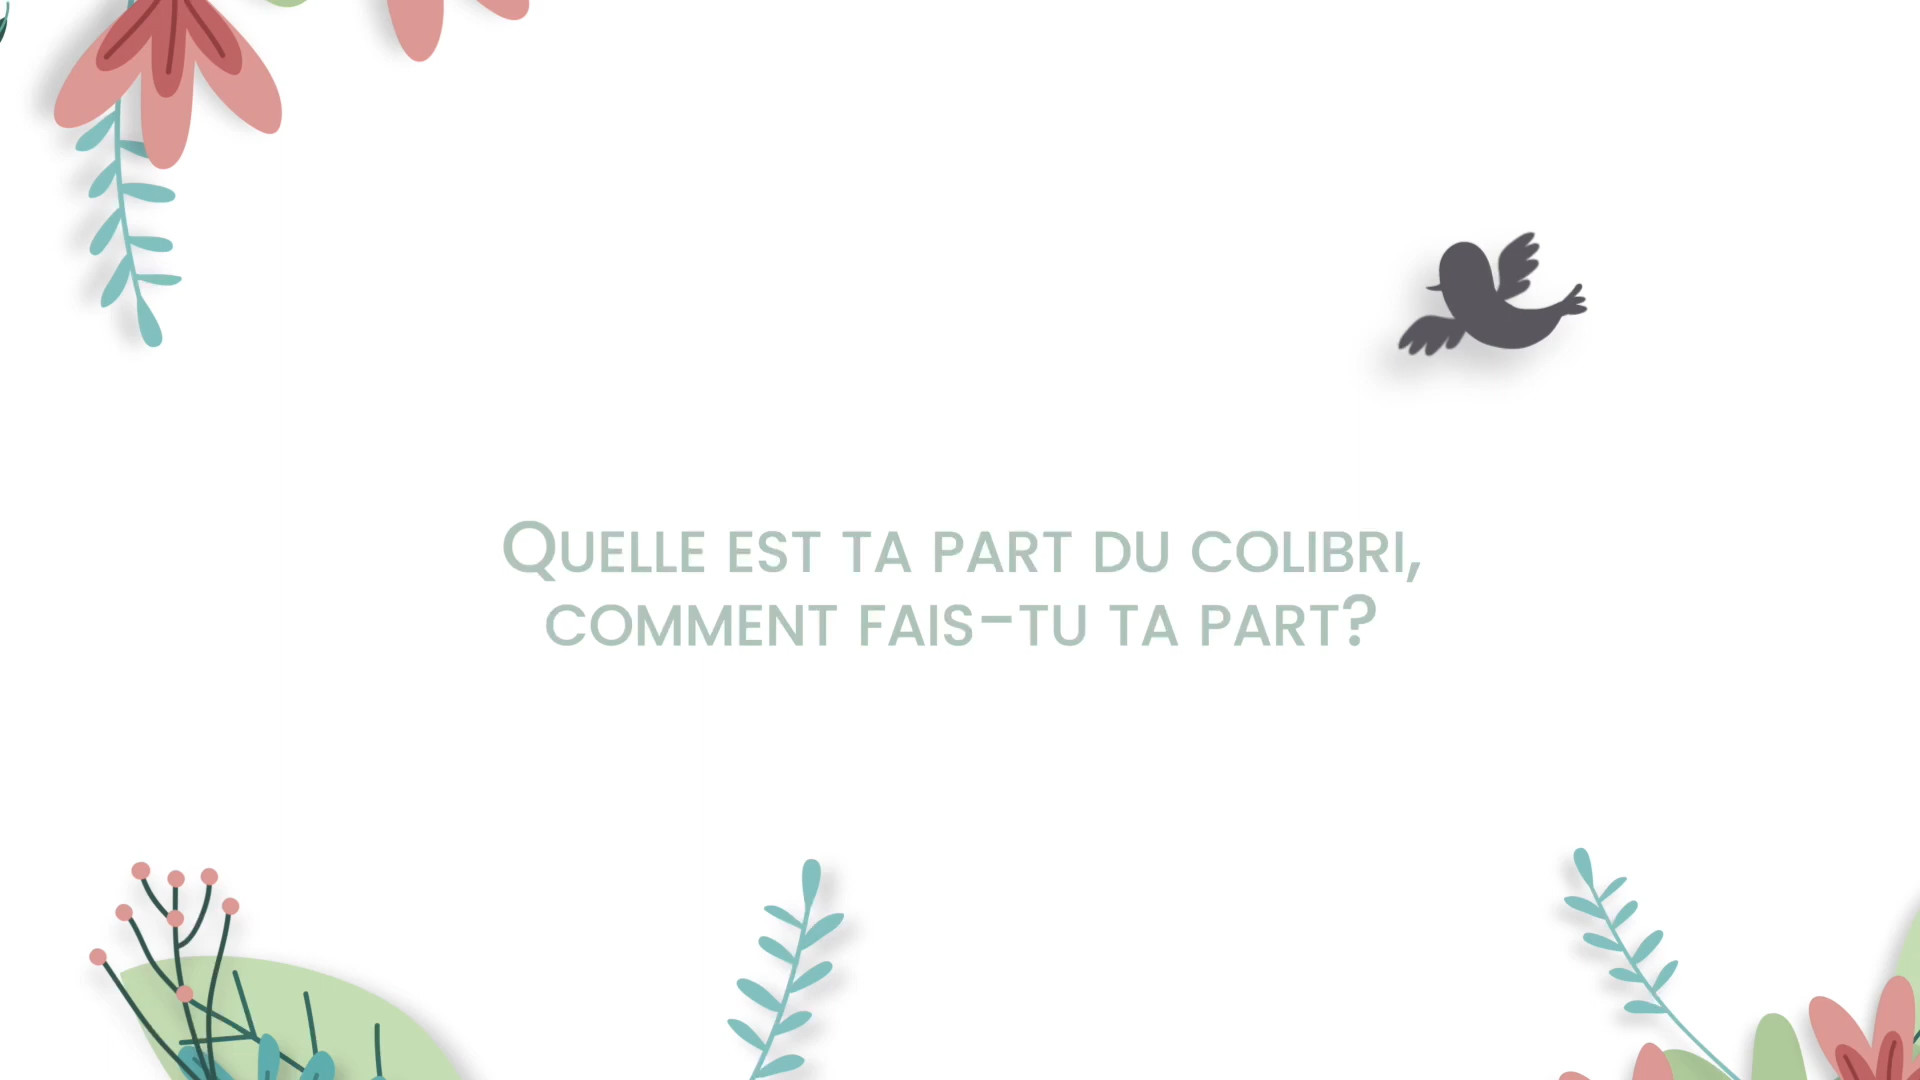 Quelle est ta part du colibri,
comment fais-tu ta part?